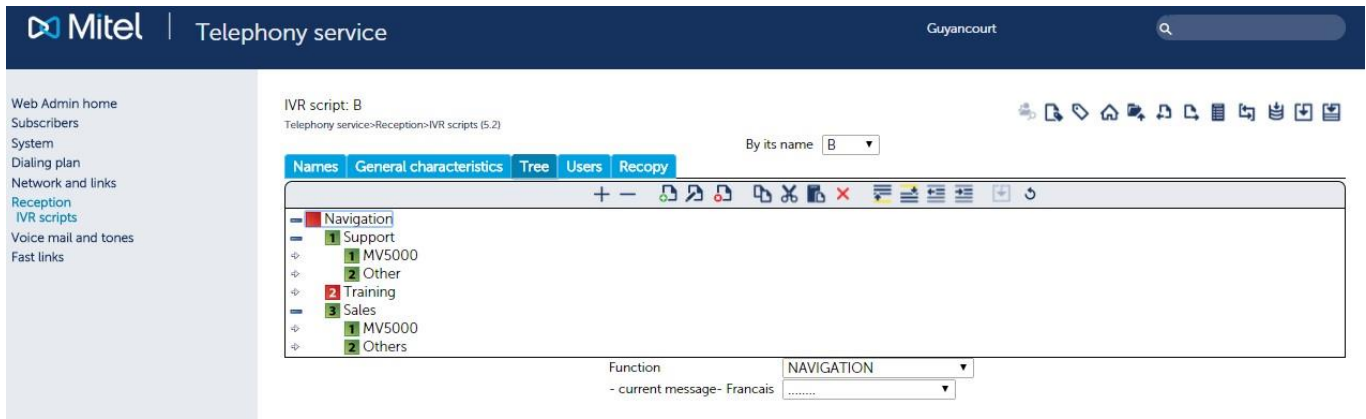 Mitel | Telephony service
Guyancourt
Web Admin home
Subscribers
System
Dialing plan
Network and links
Reception
IVR scripts
Voice mail and tones
Fast links
IVR script: B
Telephony service>Reception>IVR scripts (5.2)
By its name B
Names General characteristics Tree Users Recopy
Navigation
1 Support
1 MV5000
2 Other
2 Training
3 Sales
1 MV5000
2 Others
Function NAVIGATION
- current message- Francais ........